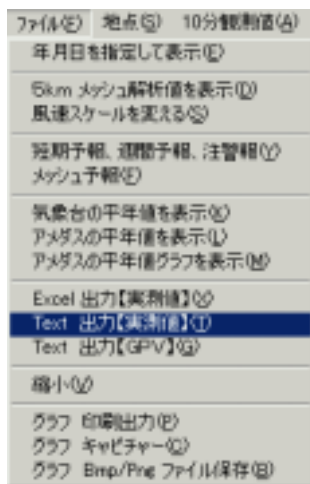 ファイル(F) 地点(S) 10分観測値(A)
年月日を指定して表示(E)
5km メッシュ解析値を表示(D)
風速スケールを変える(S)
短期予報、週間予報、注警報(Y)
メッシュ予報(F)
気象台の平年値を表示(K)
アメダスの平年値を表示(L)
アメダスの平年値グラフを表示(M)
Excel 出力【実測値】(X)
Text 出力【実測値】(T)
Text 出力【GPV】(G)
縮小(V)
グラフ 印刷出力(P)
グラフ キャピチャー(C)
グラフ Bmp/Png ファイル保存(B)